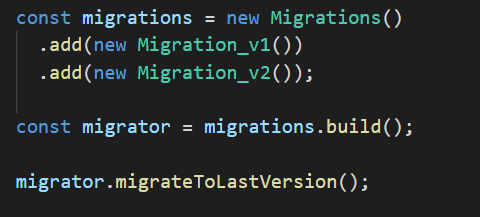 const migrations = new Migrations()
  .add(new Migration_v1())
  .add(new Migration_v2());
const migrator = migrations.build();
migrator.migrateToLastVersion();